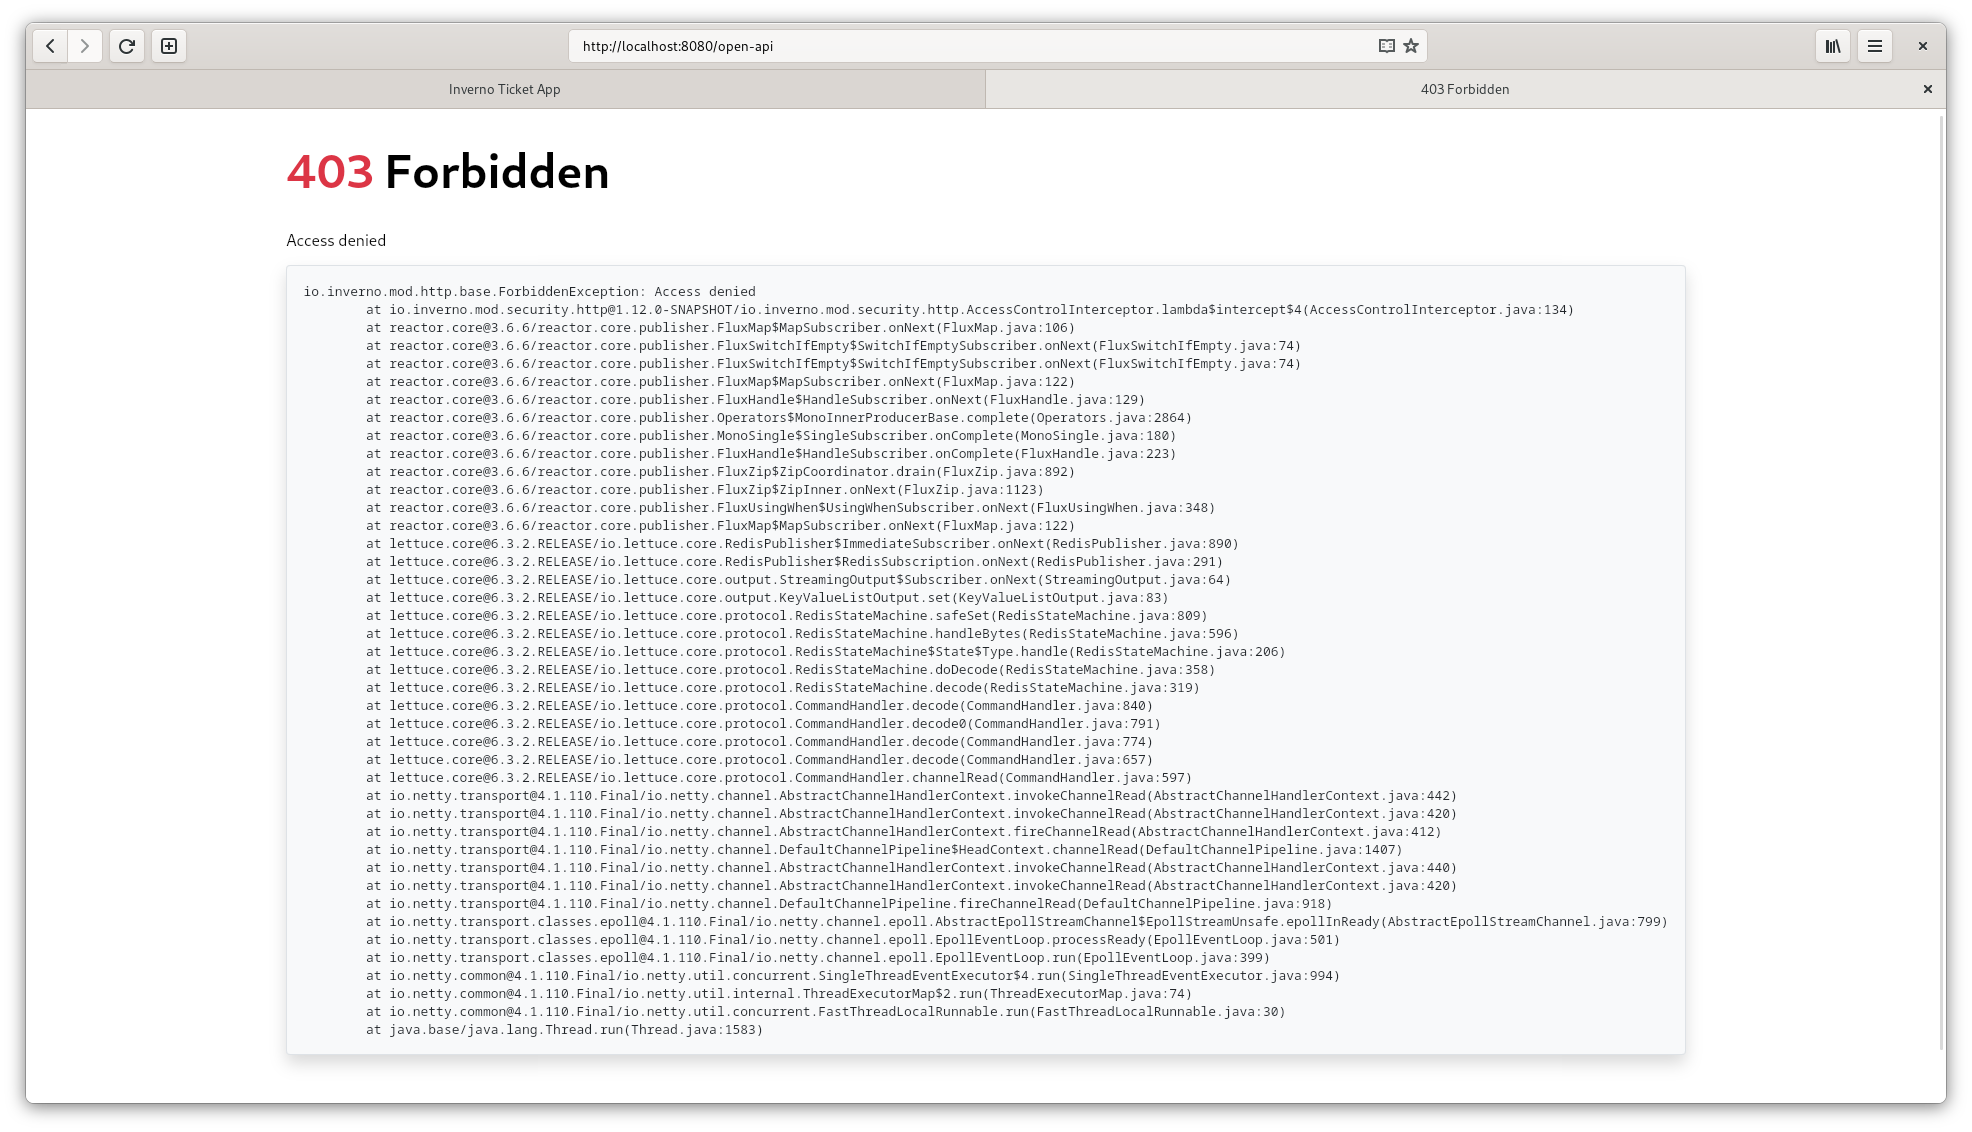 http://localhost:8080/open-api
Inverno Ticket App
403 Forbidden
403 Forbidden
Access denied
io.inverno.mod.http.base.ForbiddenException: Access denied
at io.inverno.mod.security.http@1.12.0-SNAPSHOT/io.inverno.mod.security.http.AccessControlInterceptor.lambda$intercept$4(AccessControlInterceptor.java:134)
at reactor.core@3.6.6/reactor.core.publisher.FluxMap$MapSubscriber.onNext(FluxMap.java:106)
at reactor.core@3.6.6/reactor.core.publisher.FluxSwitchIfEmpty$SwitchIfEmptySubscriber.onNext(FluxSwitchIfEmpty.java:74)
at reactor.core@3.6.6/reactor.core.publisher.FluxSwitchIfEmpty$SwitchIfEmptySubscriber.onNext(FluxSwitchIfEmpty.java:74)
at reactor.core@3.6.6/reactor.core.publisher.FluxMap$MapSubscriber.onNext(FluxMap.java:122)
at reactor.core@3.6.6/reactor.core.publisher.FluxHandle$HandleSubscriber.onNext(FluxHandle.java:129)
at reactor.core@3.6.6/reactor.core.publisher.Operators$MonoInnerProducerBase.complete(Operators.java:2864)
at reactor.core@3.6.6/reactor.core.publisher.MonoSingle$SingleSubscriber.onComplete(MonoSingle.java:180)
at reactor.core@3.6.6/reactor.core.publisher.FluxHandle$HandleSubscriber.onComplete(FluxHandle.java:223)
at reactor.core@3.6.6/reactor.core.publisher.FluxZip$ZipCoordinator.drain(FluxZip.java:892)
at reactor.core@3.6.6/reactor.core.publisher.FluxZip$ZipInner.onNext(FluxZip.java:1123)
at reactor.core@3.6.6/reactor.core.publisher.FluxUsingWhen$UsingWhenSubscriber.onNext(FluxUsingWhen.java:348)
at reactor.core@3.6.6/reactor.core.publisher.FluxMap$MapSubscriber.onNext(FluxMap.java:122)
at lettuce.core@6.3.2.RELEASE/io.lettuce.core.RedisPublisher$ImmediateSubscriber.onNext(RedisPublisher.java:890)
at lettuce.core@6.3.2.RELEASE/io.lettuce.core.RedisPublisher$RedisSubscription.onNext(RedisPublisher.java:291)
at lettuce.core@6.3.2.RELEASE/io.lettuce.core.output.StreamingOutput$Subscriber.onNext(StreamingOutput.java:64)
at lettuce.core@6.3.2.RELEASE/io.lettuce.core.output.KeyValueListOutput.set(KeyValueListOutput.java:83)
at lettuce.core@6.3.2.RELEASE/io.lettuce.core.protocol.RedisStateMachine.safeSet(RedisStateMachine.java:809)
at lettuce.core@6.3.2.RELEASE/io.lettuce.core.protocol.RedisStateMachine.handleBytes(RedisStateMachine.java:596)
at lettuce.core@6.3.2.RELEASE/io.lettuce.core.protocol.RedisStateMachine$State$Type.handle(RedisStateMachine.java:206)
at lettuce.core@6.3.2.RELEASE/io.lettuce.core.protocol.RedisStateMachine.doDecode(RedisStateMachine.java:358)
at lettuce.core@6.3.2.RELEASE/io.lettuce.core.protocol.RedisStateMachine.decode(RedisStateMachine.java:319)
at lettuce.core@6.3.2.RELEASE/io.lettuce.core.protocol.CommandHandler.decode(CommandHandler.java:840)
at lettuce.core@6.3.2.RELEASE/io.lettuce.core.protocol.CommandHandler.decode0(CommandHandler.java:791)
at lettuce.core@6.3.2.RELEASE/io.lettuce.core.protocol.CommandHandler.decode(CommandHandler.java:774)
at lettuce.core@6.3.2.RELEASE/io.lettuce.core.protocol.CommandHandler.decode(CommandHandler.java:657)
at lettuce.core@6.3.2.RELEASE/io.lettuce.core.protocol.CommandHandler.channelRead(CommandHandler.java:597)
at io.netty.transport@4.1.110.Final/io.netty.channel.AbstractChannelHandlerContext.invokeChannelRead(AbstractChannelHandlerContext.java:442)
at io.netty.transport@4.1.110.Final/io.netty.channel.AbstractChannelHandlerContext.invokeChannelRead(AbstractChannelHandlerContext.java:420)
at io.netty.transport@4.1.110.Final/io.netty.channel.AbstractChannelHandlerContext.fireChannelRead(AbstractChannelHandlerContext.java:412)
at io.netty.transport@4.1.110.Final/io.netty.channel.DefaultChannelPipeline$HeadContext.channelRead(DefaultChannelPipeline.java:1407)
at io.netty.transport@4.1.110.Final/io.netty.channel.AbstractChannelHandlerContext.invokeChannelRead(AbstractChannelHandlerContext.java:440)
at io.netty.transport@4.1.110.Final/io.netty.channel.AbstractChannelHandlerContext.invokeChannelRead(AbstractChannelHandlerContext.java:420)
at io.netty.transport@4.1.110.Final/io.netty.channel.DefaultChannelPipeline.fireChannelRead(DefaultChannelPipeline.java:918)
at io.netty.transport.classes.epoll@4.1.110.Final/io.netty.channel.epoll.AbstractEpollStreamChannel$EpollStreamUnsafe.epollInReady(AbstractEpollStreamChannel.java:799)
at io.netty.transport.classes.epoll@4.1.110.Final/io.netty.channel.epoll.EpollEventLoop.processReady(EpollEventLoop.java:501)
at io.netty.transport.classes.epoll@4.1.110.Final/io.netty.channel.epoll.EpollEventLoop.run(EpollEventLoop.java:399)
at io.netty.common@4.1.110.Final/io.netty.util.concurrent.SingleThreadEventExecutor$4.run(SingleThreadEventExecutor.java:994)
at io.netty.common@4.1.110.Final/io.netty.util.internal.ThreadExecutorMap$2.run(ThreadExecutorMap.java:74)
at io.netty.common@4.1.110.Final/io.netty.util.concurrent.FastThreadLocalRunnable.run(FastThreadLocalRunnable.java:30)
at java.base/java.lang.Thread.run(Thread.java:1583)